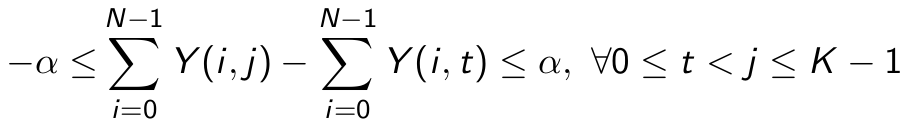 −α ≤ ∑_{i=0}^{N−1} Y(i,j) − ∑_{i=0}^{N−1} Y(i,t) ≤ α, ∀0 ≤ t < j ≤ K − 1